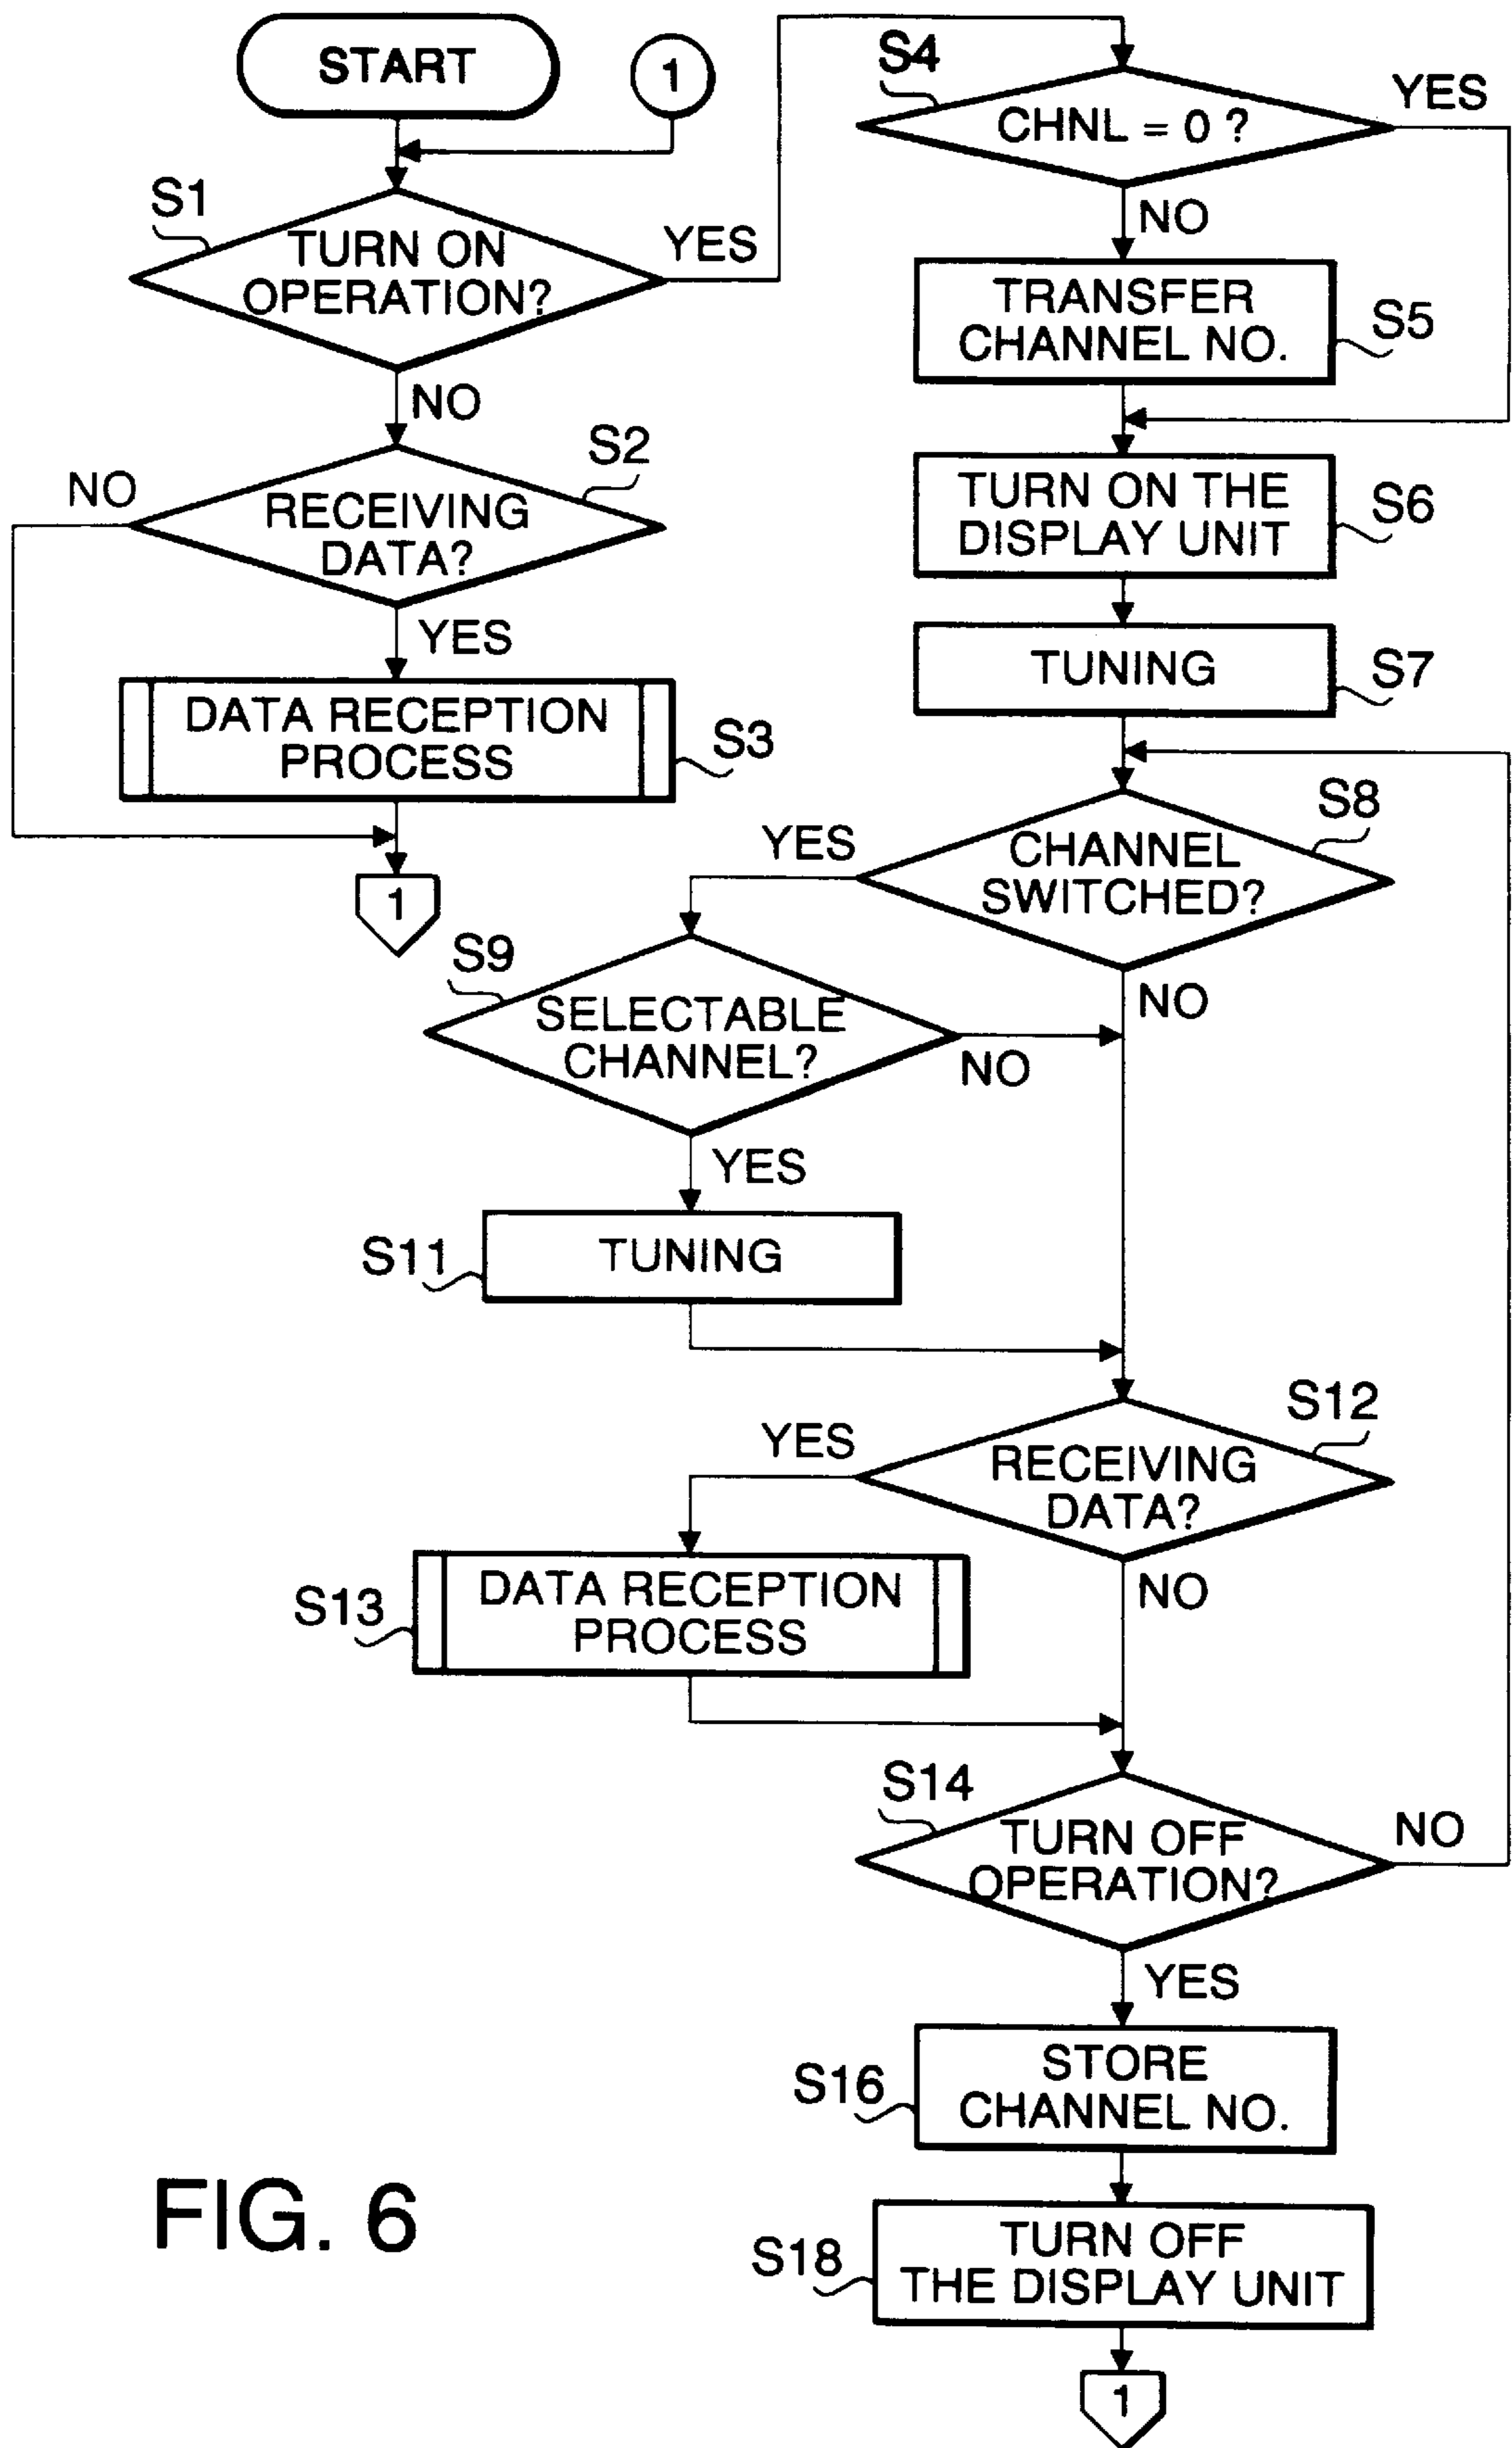 START
1
S1
TURN ON
OPERATION?
YES
NO
S2
NO
RECEIVING
DATA?
YES
DATA RECEPTION
PROCESS
S3
1
S4
CHNL = 0 ?
YES
NO
TRANSFER
CHANNEL NO.
S5
TURN ON THE
DISPLAY UNIT
S6
TUNING
S7
S8
YES
CHANNEL
SWITCHED?
NO
S9
SELECTABLE
CHANNEL?
NO
YES
S11
TUNING
S12
YES
RECEIVING
DATA?
NO
S13
DATA RECEPTION
PROCESS
S14
TURN OFF
OPERATION?
NO
YES
S16
STORE
CHANNEL NO.
S18
TURN OFF
THE DISPLAY UNIT
1
FIG. 6